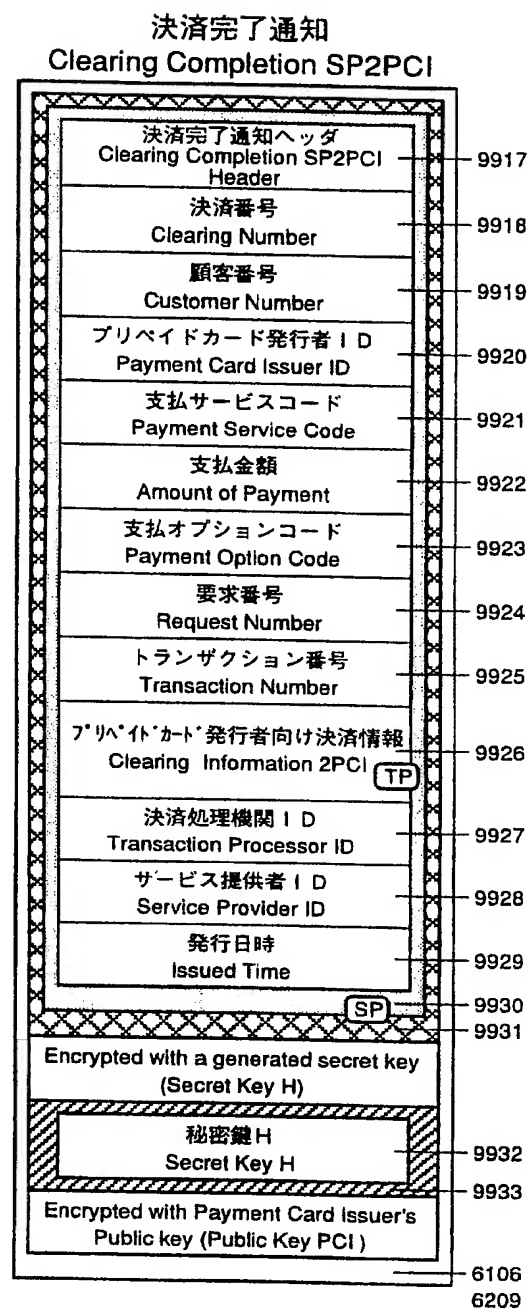 決済完了通知
Clearing Completion SP2PCI
決済完了通知ヘッダ
Clearing Completion SP2PCI
Header
9917
決済番号
Clearing Number
9918
顧客番号
Customer Number
9919
プリペイドカード発行者ID
Payment Card Issuer ID
9920
支払サービスコード
Payment Service Code
9921
支払金額
Amount of Payment
9922
支払オプションコード
Payment Option Code
9923
要求番号
Request Number
9924
トランザクション番号
Transaction Number
9925
プリペイドカード発行者向け決済情報
Clearing Information 2PCI
TP
9926
決済処理機関ID
Transaction Processor ID
9927
サービス提供者ID
Service Provider ID
9928
発行日時
Issued Time
9929
SP
9930
9931
Encrypted with a generated secret key
(Secret Key H)
秘密鍵H
Secret Key H
9932
9933
Encrypted with Payment Card Issuer's
Public key (Public Key PCI)
6106
6209